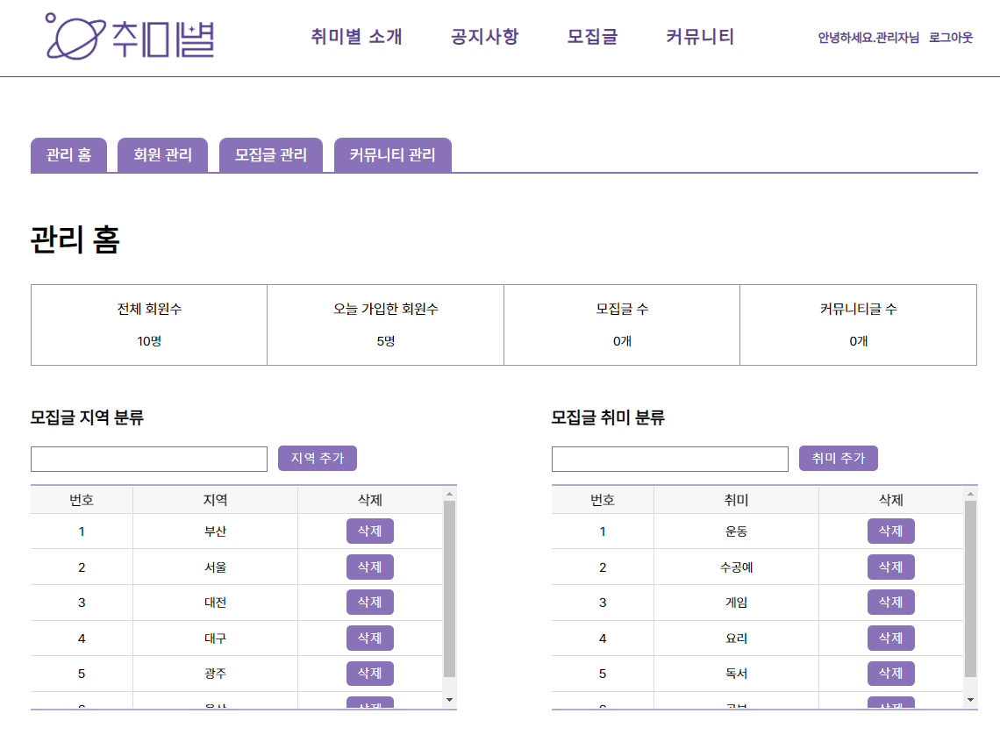 취미별
취미별 소개 공지사항 모집글 커뮤니티
안녕하세요.관리자님 로그아웃
관리 홈 회원 관리 모집글 관리 커뮤니티 관리
관리 홈
전체 회원수 오늘 가입한 회원수 모집글 수 커뮤니티글 수
10명 5명 0개 0개
모집글 지역 분류
지역 추가
번호 지역 삭제
1 부산 삭제
2 서울 삭제
3 대전 삭제
4 대구 삭제
5 광주 삭제
모집글 취미 분류
취미 추가
번호 취미 삭제
1 운동 삭제
2 수공예 삭제
3 게임 삭제
4 요리 삭제
5 독서 삭제